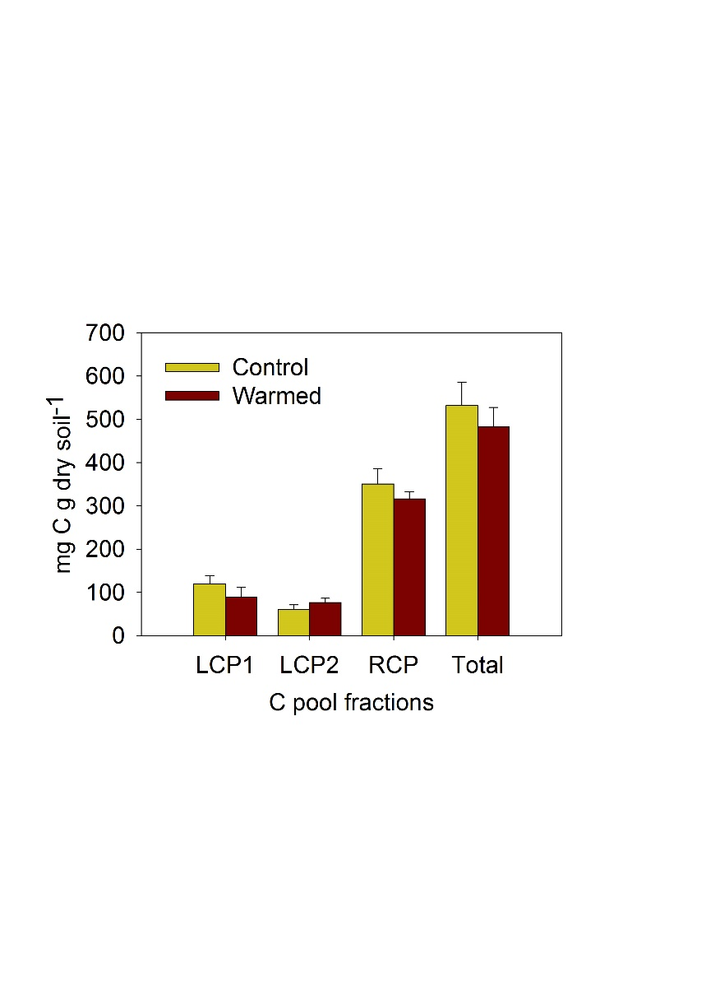 700
600
500
400
300
200
100
0
mg C g dry soil-1
Control
Warmed
LCP1 LCP2 RCP Total
C pool fractions